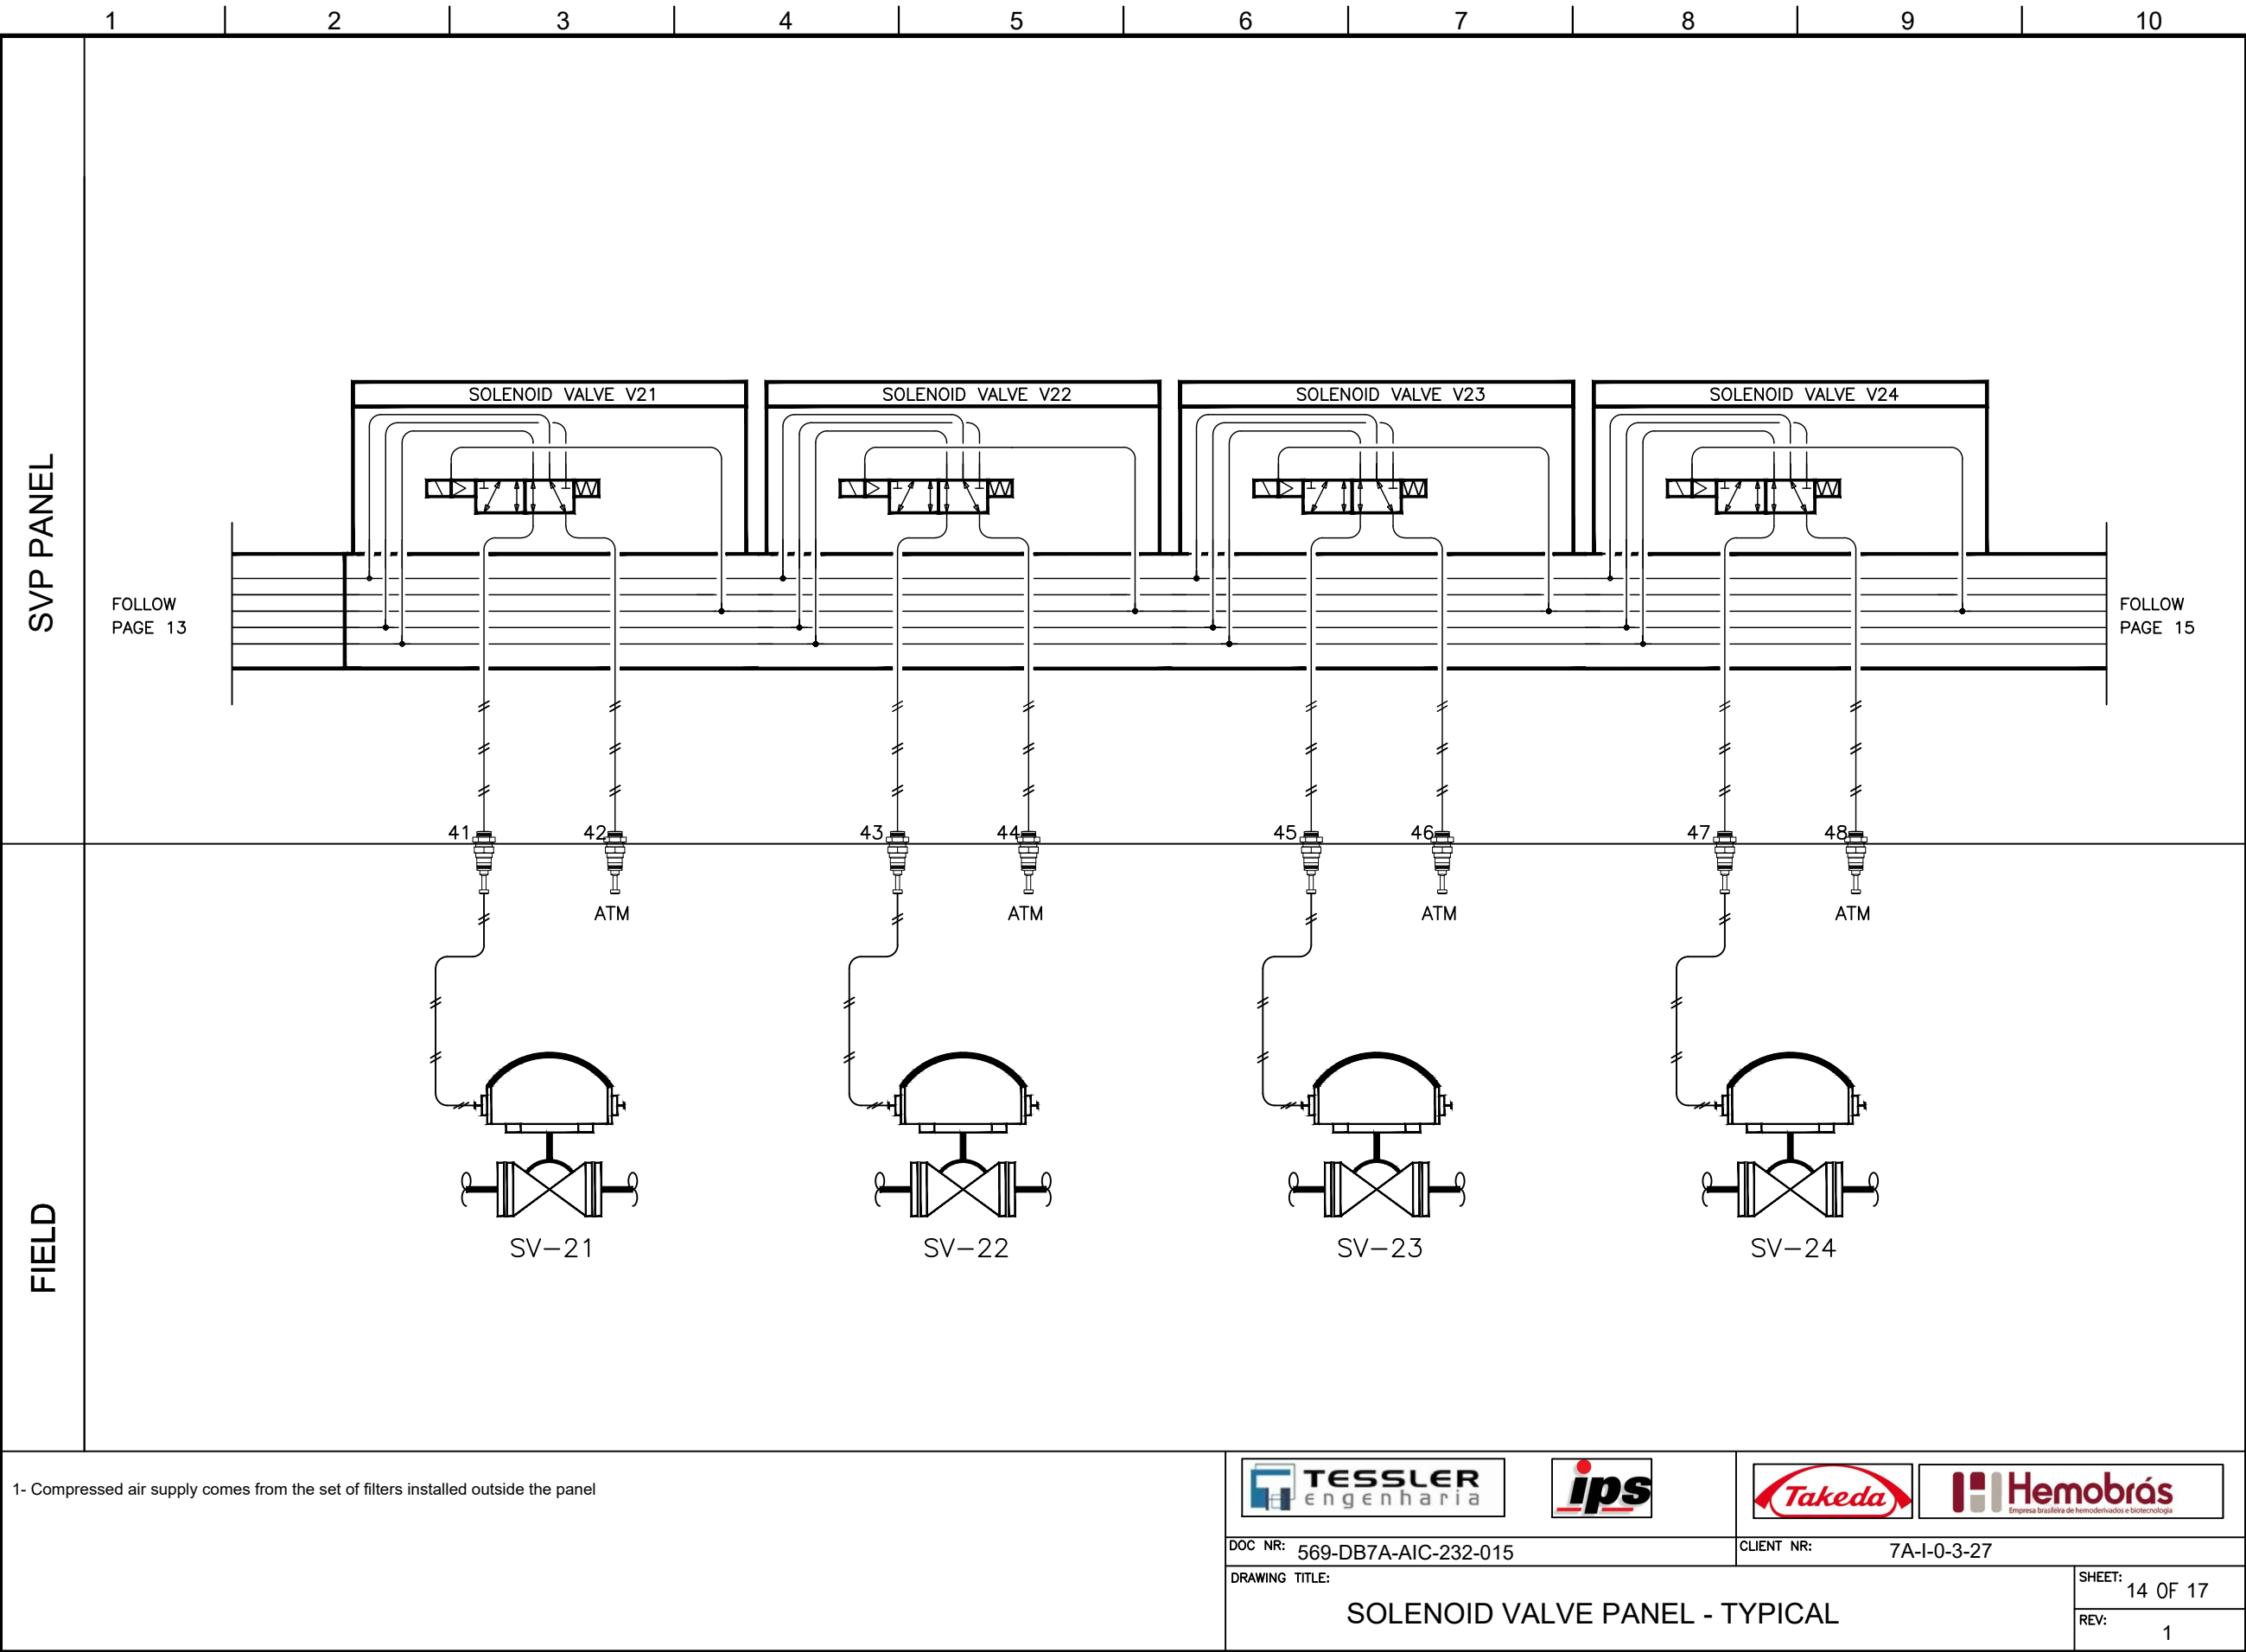 1 2 3 4 5 6 7 8 9 10
SVP PANEL
SOLENOID VALVE V21
SOLENOID VALVE V22
SOLENOID VALVE V23
SOLENOID VALVE V24
FOLLOW
PAGE 13
FOLLOW
PAGE 15
41 42 43 44 45 46 47 48
ATM ATM ATM ATM
FIELD
SV-21 SV-22 SV-23 SV-24
1- Compressed air supply comes from the set of filters installed outside the panel
TESSLER
engenharia
ips
Takeda
Hemobrás
Empresa brasileira de hemoderivados e biotecnologia
DOC NR: 569-DB7A-AIC-232-015
CLIENT NR: 7A-I-0-3-27
DRAWING TITLE:
SOLENOID VALVE PANEL - TYPICAL
SHEET: 14 OF 17
REV: 1